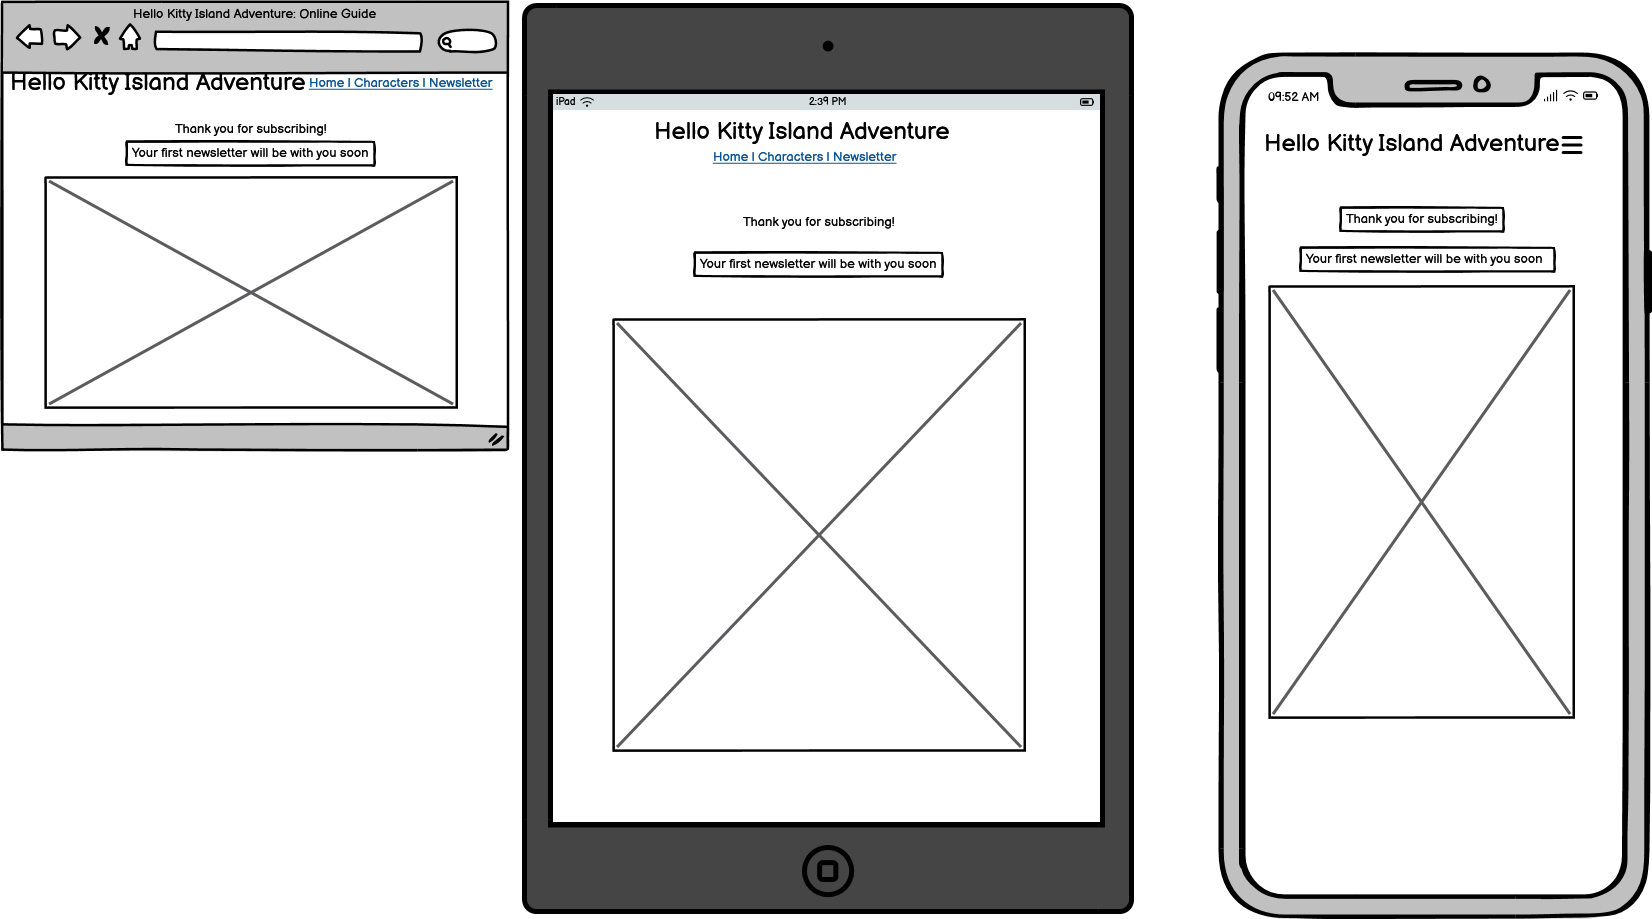 Hello Kitty Island Adventure: Online Guide
Hello Kitty Island Adventure Home | Characters | Newsletter
Thank you for subscribing!
Your first newsletter will be with you soon
iPad 2:39 PM
Hello Kitty Island Adventure
Home | Characters | Newsletter
Thank you for subscribing!
Your first newsletter will be with you soon
09:52 AM
Hello Kitty Island Adventure
Thank you for subscribing!
Your first newsletter will be with you soon